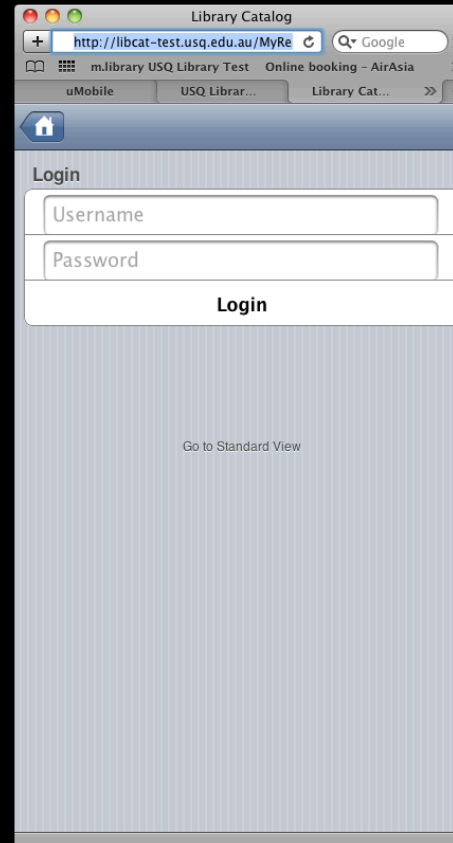 Library Catalog
http://libcat-test.usq.edu.au/MyRe Google
m.library USQ Library Test Online booking – AirAsia
uMobile USQ Librar... Library Cat...
Login
Username
Password
Login
Go to Standard View